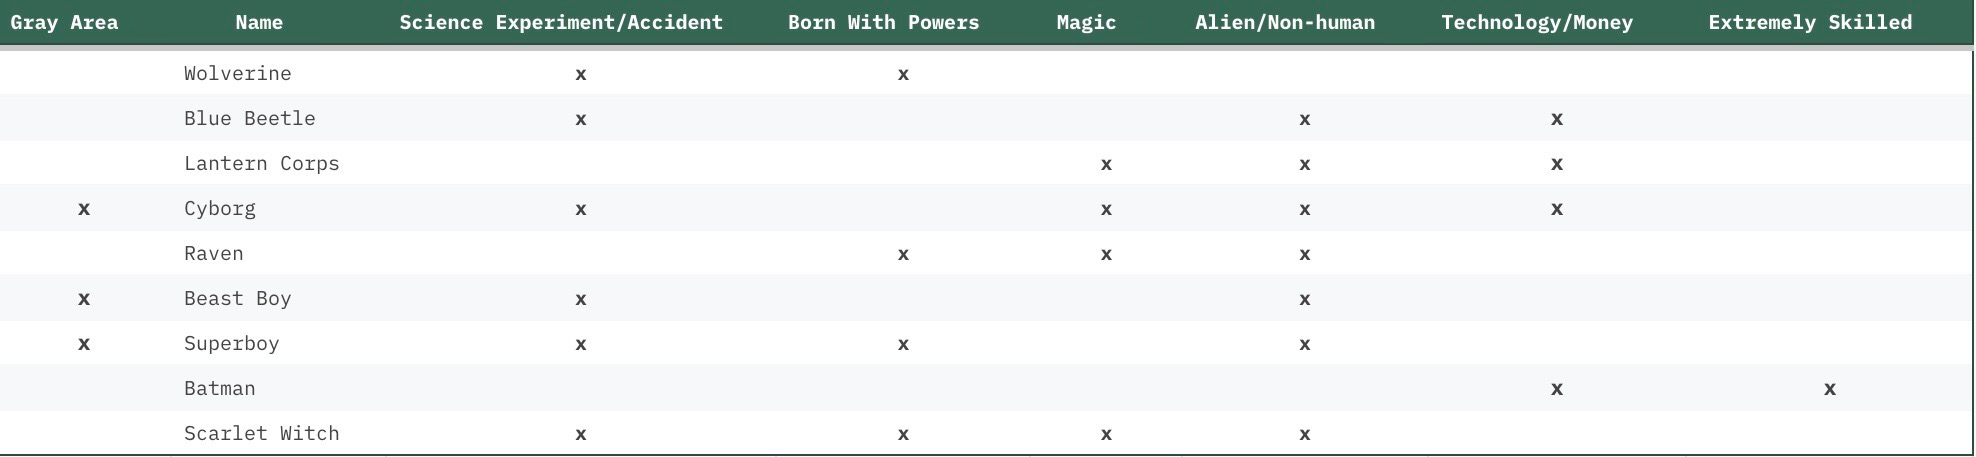 Gray Area Name Science Experiment/Accident Born With Powers Magic Alien/Non-human Technology/Money Extremely Skilled
Wolverine x x
Blue Beetle x x x
Lantern Corps x x x
x Cyborg x x x x
Raven x x x
x Beast Boy x x
x Superboy x x x
Batman x x
Scarlet Witch x x x x